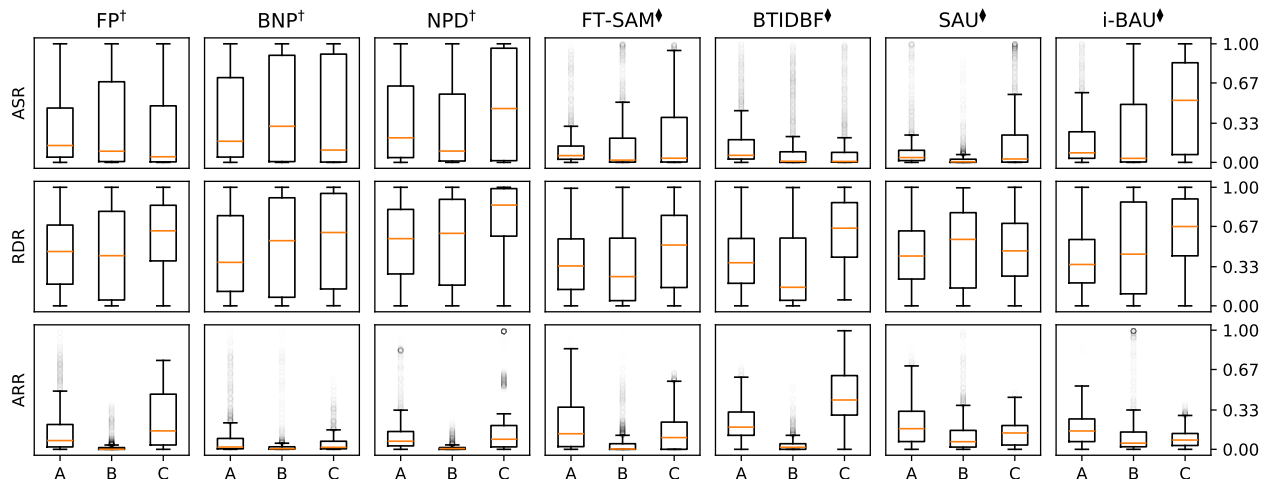 FP† BNP† NPD† FT-SAM♦ BTIDBF♦ SAU♦ i-BAU♦
ASR
1.00
0.67
0.33
0.00
RDR
1.00
0.67
0.33
0.00
ARR
1.00
0.67
0.33
0.00
A B C A B C A B C A B C A B C A B C A B C